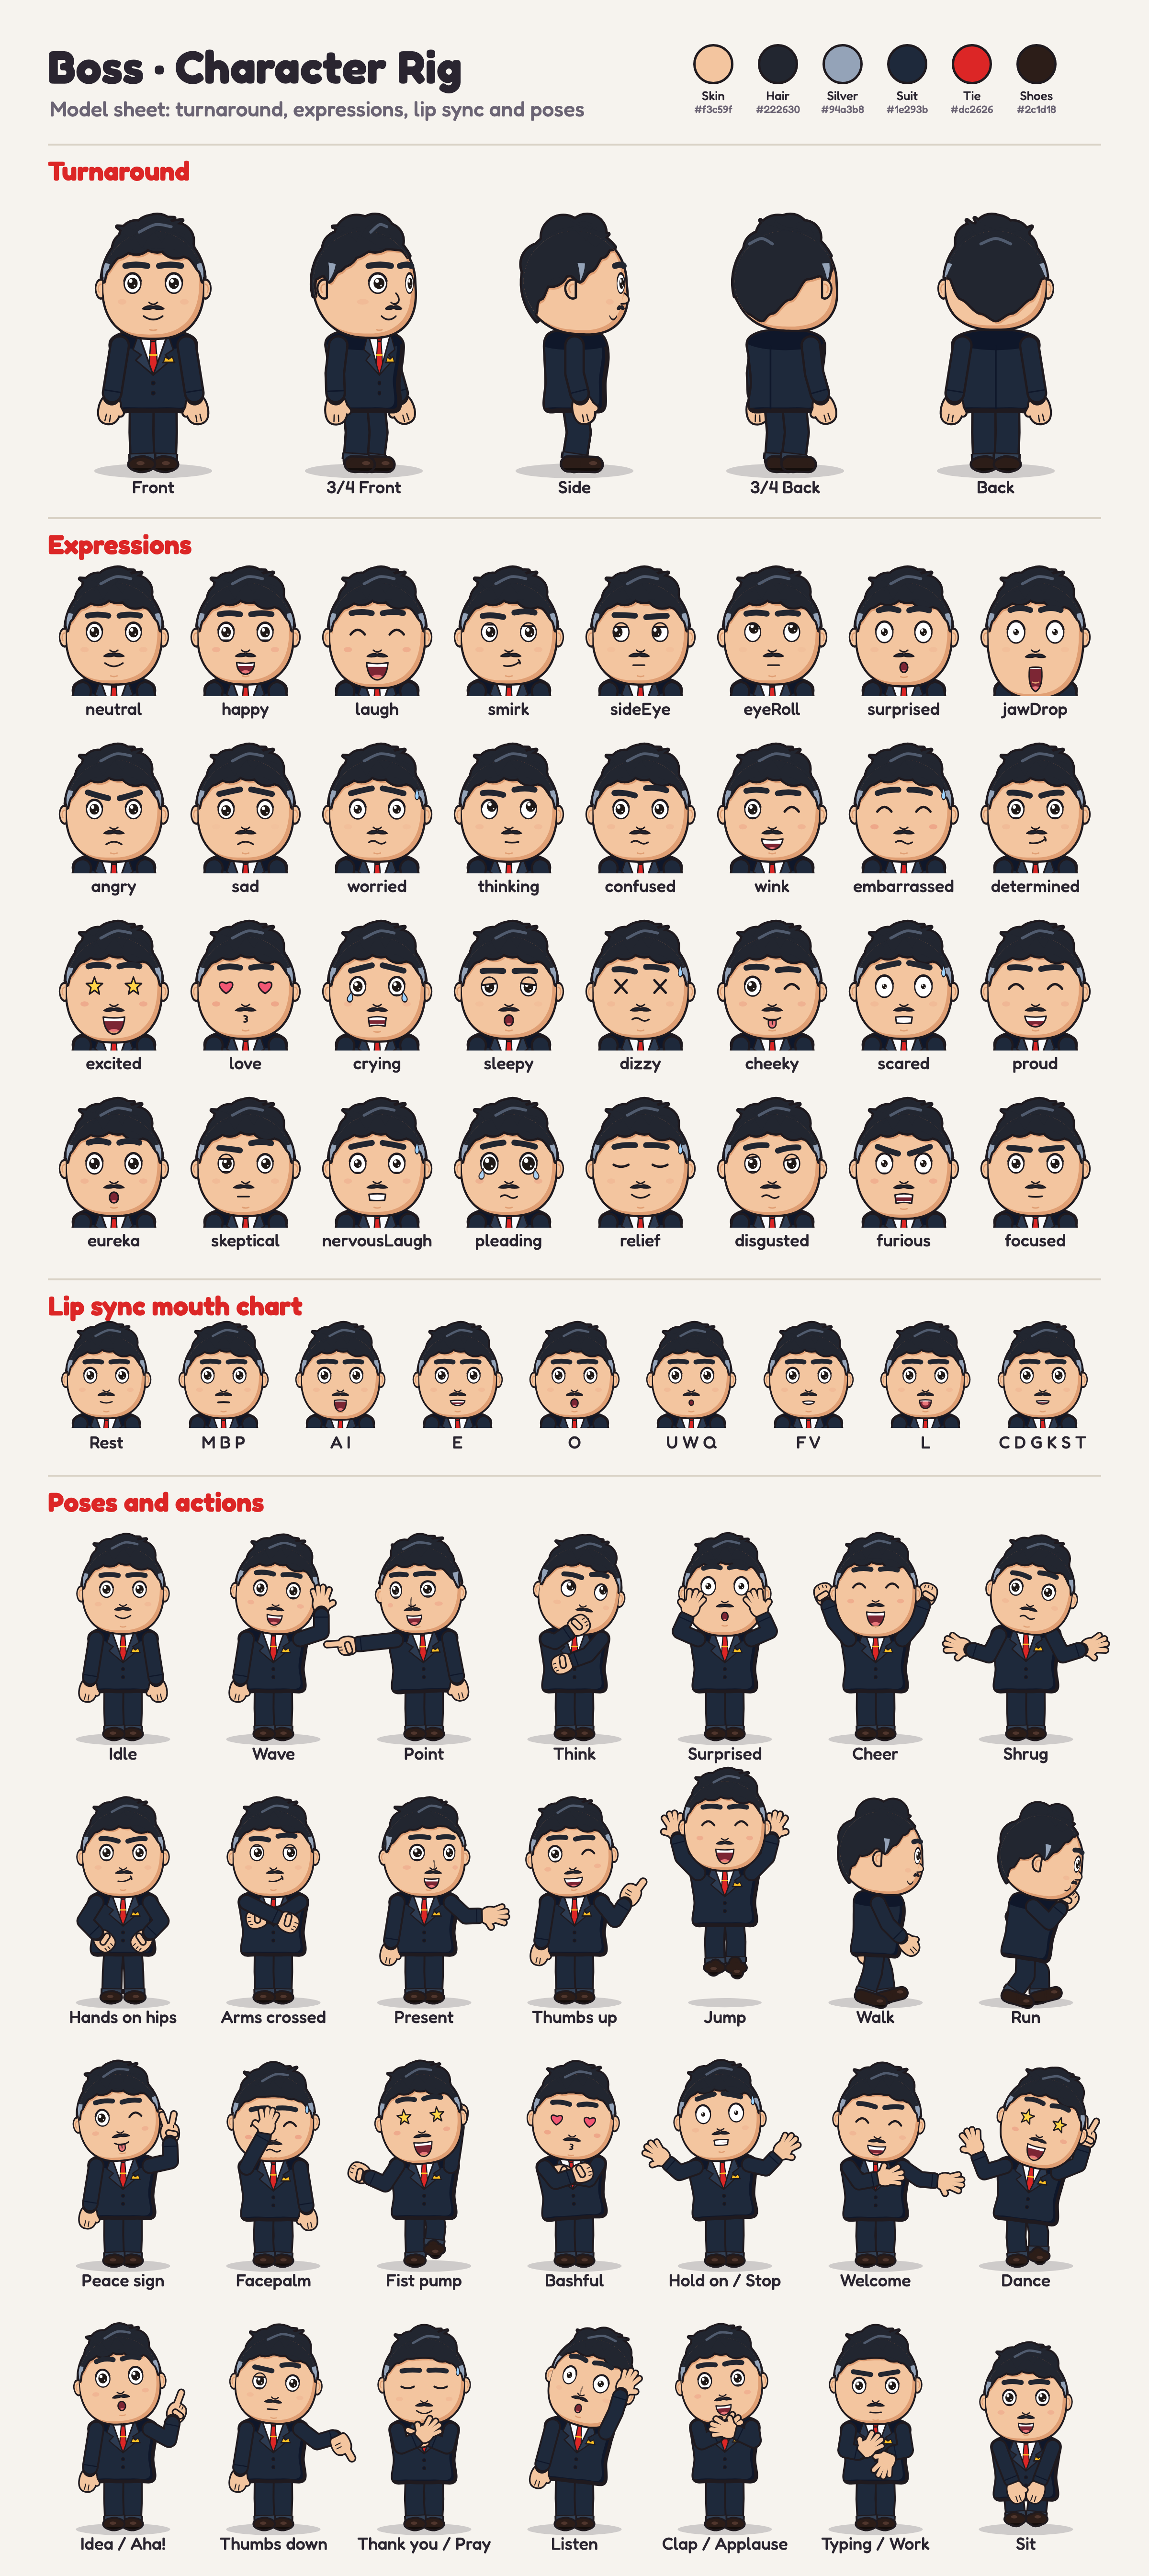 Boss · Character Rig
Model sheet: turnaround, expressions, lip sync and poses
Skin Hair Silver Suit Tie Shoes
#f3c59f #222630 #94a3b8 #1e293b #dc2626 #2c1d18
Turnaround
Front 3/4 Front Side 3/4 Back Back
Expressions
neutral happy laugh smirk sideEye eyeRoll surprised jawDrop
angry sad worried thinking confused wink embarrassed determined
excited love crying sleepy dizzy cheeky scared proud
eureka skeptical nervousLaugh pleading relief disgusted furious focused
Lip sync mouth chart
Rest M B P A I E O U W Q F V L C D G K S T
Poses and actions
Idle Wave Point Think Surprised Cheer Shrug
Hands on hips Arms crossed Present Thumbs up Jump Walk Run
Peace sign Facepalm Fist pump Bashful Hold on / Stop Welcome Dance
Idea / Aha! Thumbs down Thank you / Pray Listen Clap / Applause Typing / Work Sit